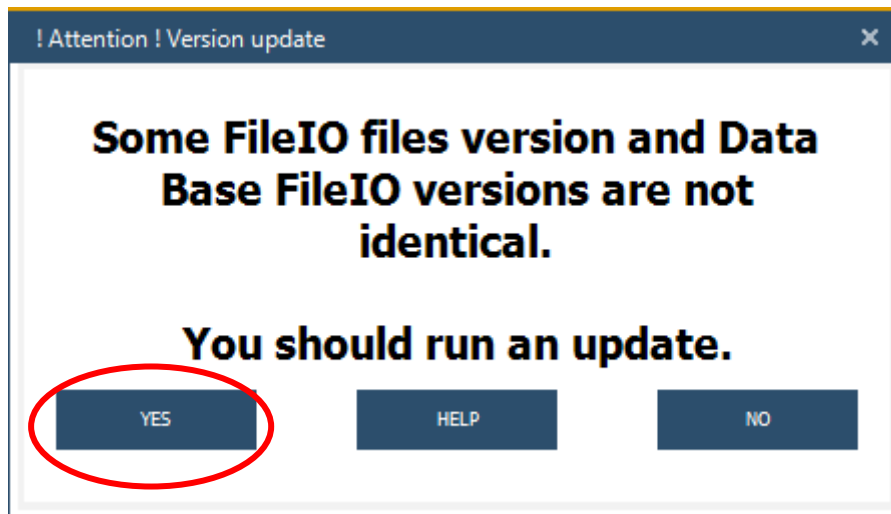 ! Attention ! Version update
Some FileIO files version and Data
Base FileIO versions are not
identical.
You should run an update.
YES HELP NO